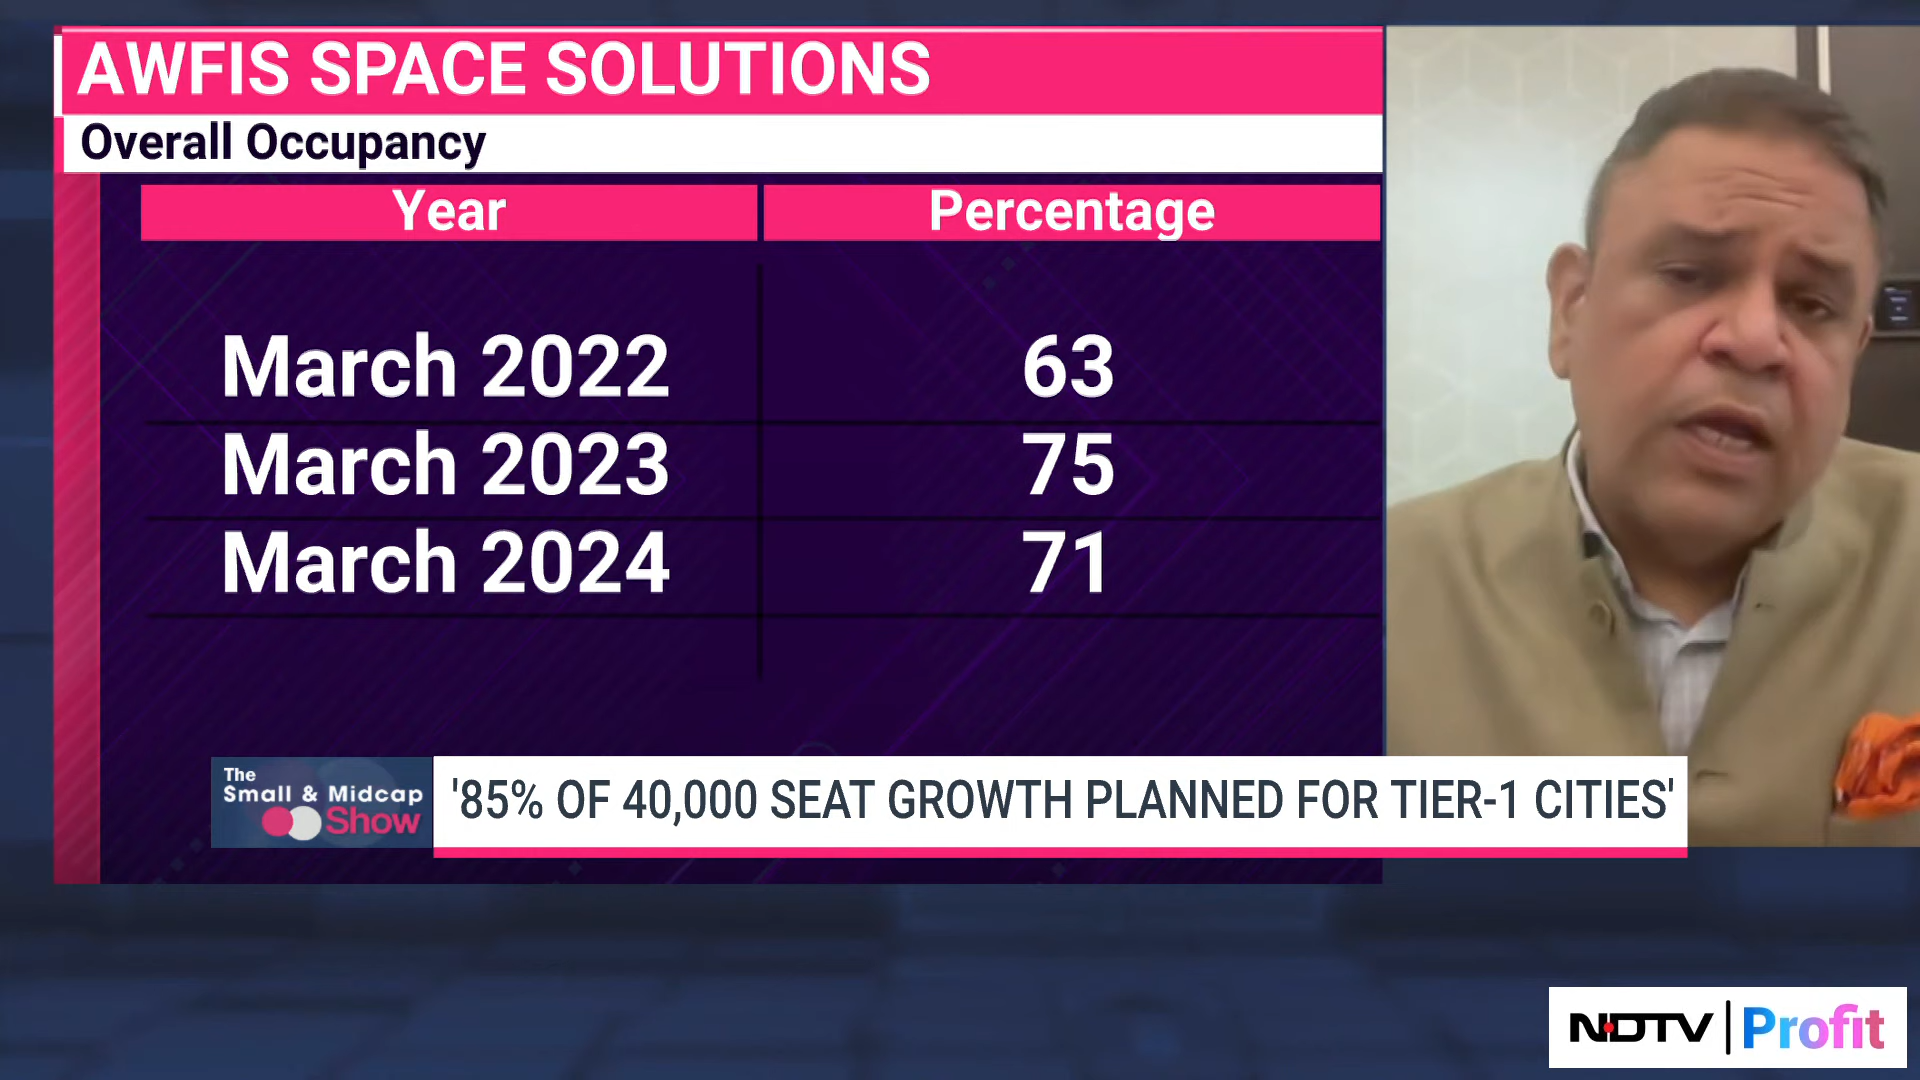 AWFIS SPACE SOLUTIONS
Overall Occupancy
Year Percentage
March 2022 63
March 2023 75
March 2024 71
The
Small & Midcap
Show
'85% OF 40,000 SEAT GROWTH PLANNED FOR TIER-1 CITIES'
NDTV Profit